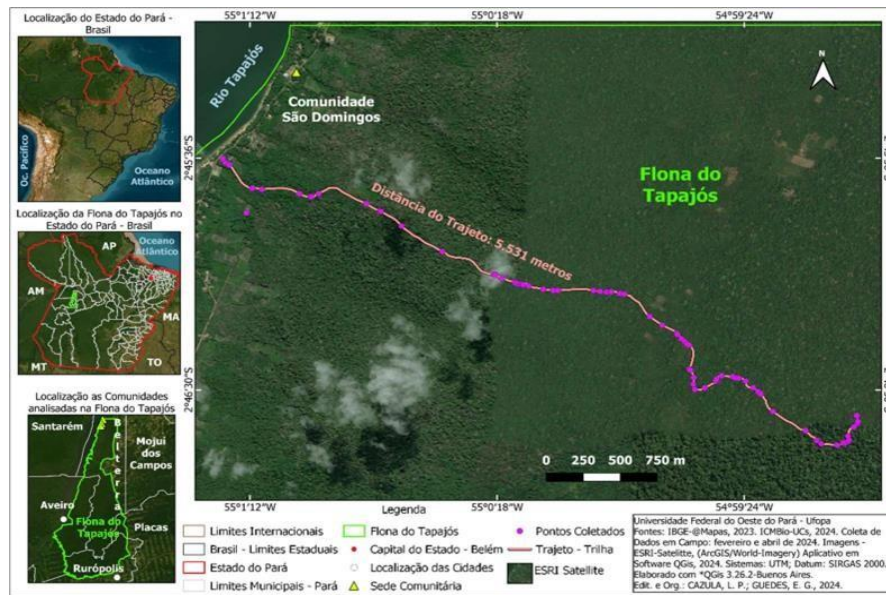 Localização do Estado do Pará -
Brasil
Oc. Pacífico
Oceano
Atlântico
Localização da Flona do Tapajós no
Estado do Pará - Brasil
AP
Oceano
Atlântico
AM
MA
MT
TO
Localização as Comunidades
analisadas na Flona do Tapajós
Santarém
Belterra
Mojuí
dos
Campos
Aveiro
Flona do
Tapajós
Placas
Rurópolis
55°1'12"W
55°0'18"W
54°59'24"W
2°45'36"S
2°46'30"S
Rio Tapajós
Comunidade
São Domingos
N
Flona do
Tapajós
Distância do Trajeto: 5.531 metros
0 250 500 750 m
55°1'12"W
55°0'18"W
54°59'24"W
Legenda
Limites Internacionais
Brasil - Limites Estaduais
Estado do Pará
Limites Municipais - Pará
Flona do Tapajós
Capital do Estado - Belém
Localização das Cidades
Sede Comunitária
Pontos Coletados
Trajeto - Trilha
ESRI Satellite
Universidade Federal do Oeste do Pará - Ufopa
Fontes: IBGE-@Mapas, 2023. ICMBio-UCs, 2024. Coleta de
Dados em Campo: fevereiro e abril de 2024. Imagens -
ESRI-Satelitte, (ArcGIS/World-Imagery) Aplicativo em
Software QGis, 2024. Sistemas: UTM; Datum: SIRGAS 2000.
Elaborado com *QGis 3.26.2-Buenos Aires.
Edit. e Org.: CAZULA, L. P.; GUEDES, E. G., 2024.